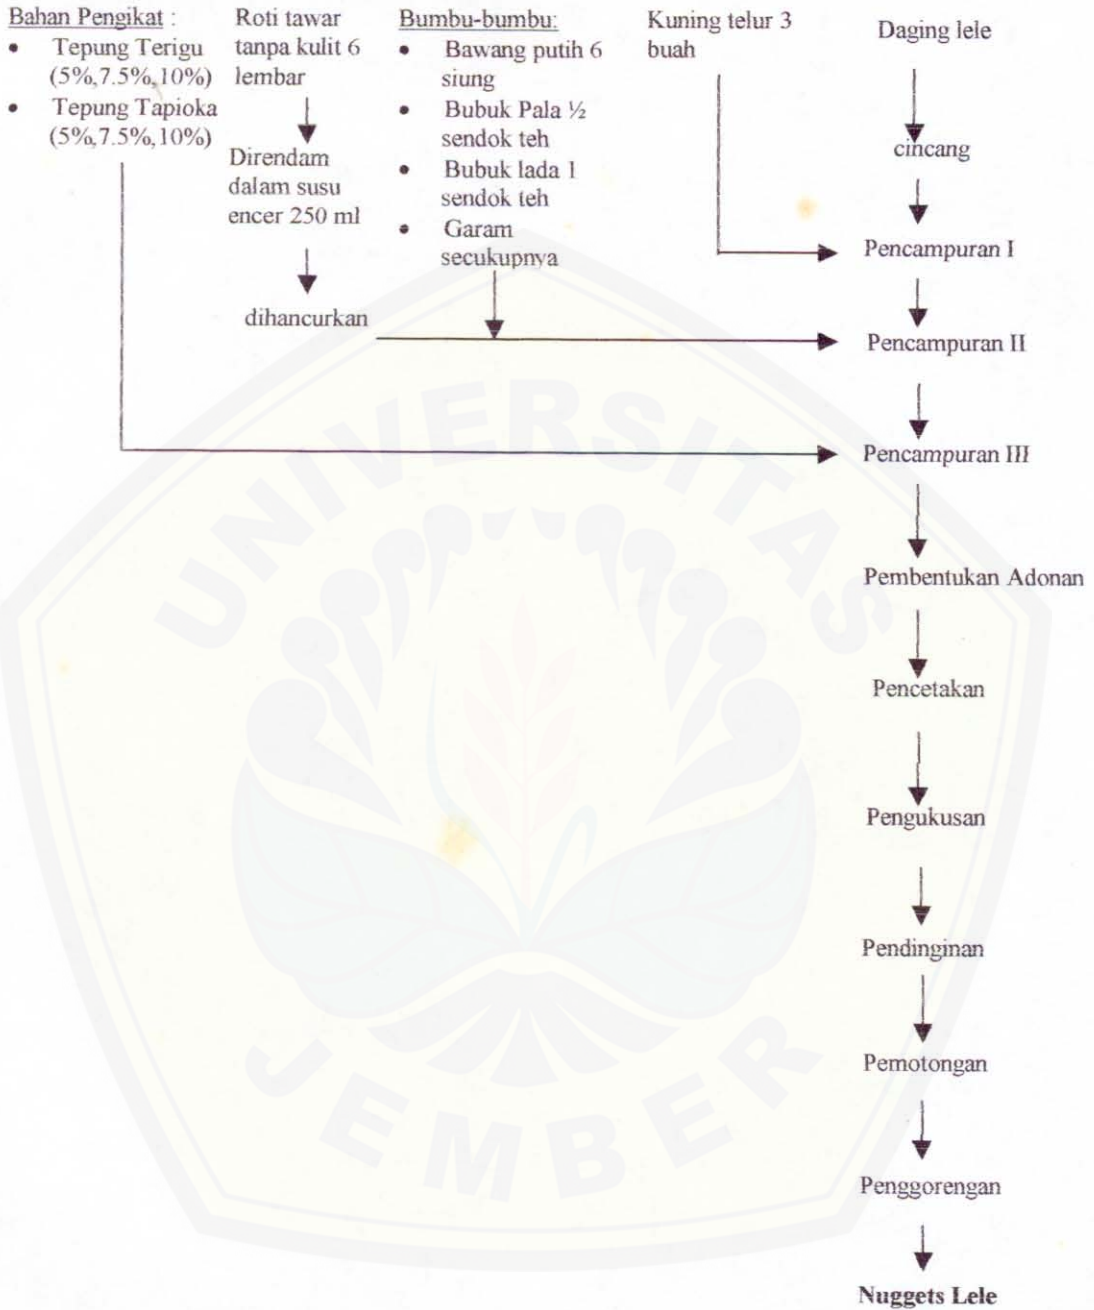 Bahan Pengikat :
• Tepung Terigu
(5%,7.5%,10%)
• Tepung Tapioka
(5%,7.5%,10%)
Roti tawar
tanpa kulit 6
lembar
Direndam
dalam susu
encer 250 ml
dihancurkan
Bumbu-bumbu:
• Bawang putih 6
siung
• Bubuk Pala ½
sendok teh
• Bubuk lada 1
sendok teh
• Garam
secukupnya
Kuning telur 3
buah
Daging lele
cincang
Pencampuran I
Pencampuran II
Pencampuran III
Pembentukan Adonan
Pencetakan
Pengukusan
Pendinginan
Pemotongan
Penggorengan
Nuggets Lele
UNIVERSITAS
JEMBER